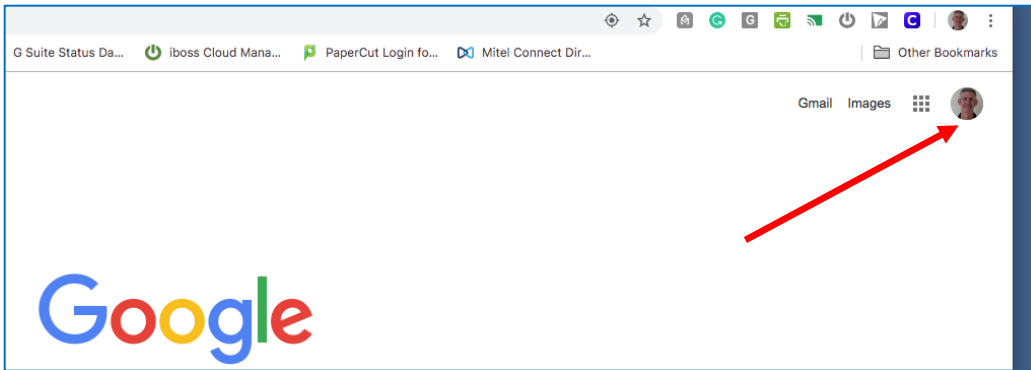 G Suite Status Da... iboss Cloud Mana... PaperCut Login fo... Mitel Connect Dir... Other Bookmarks
Gmail Images
Google